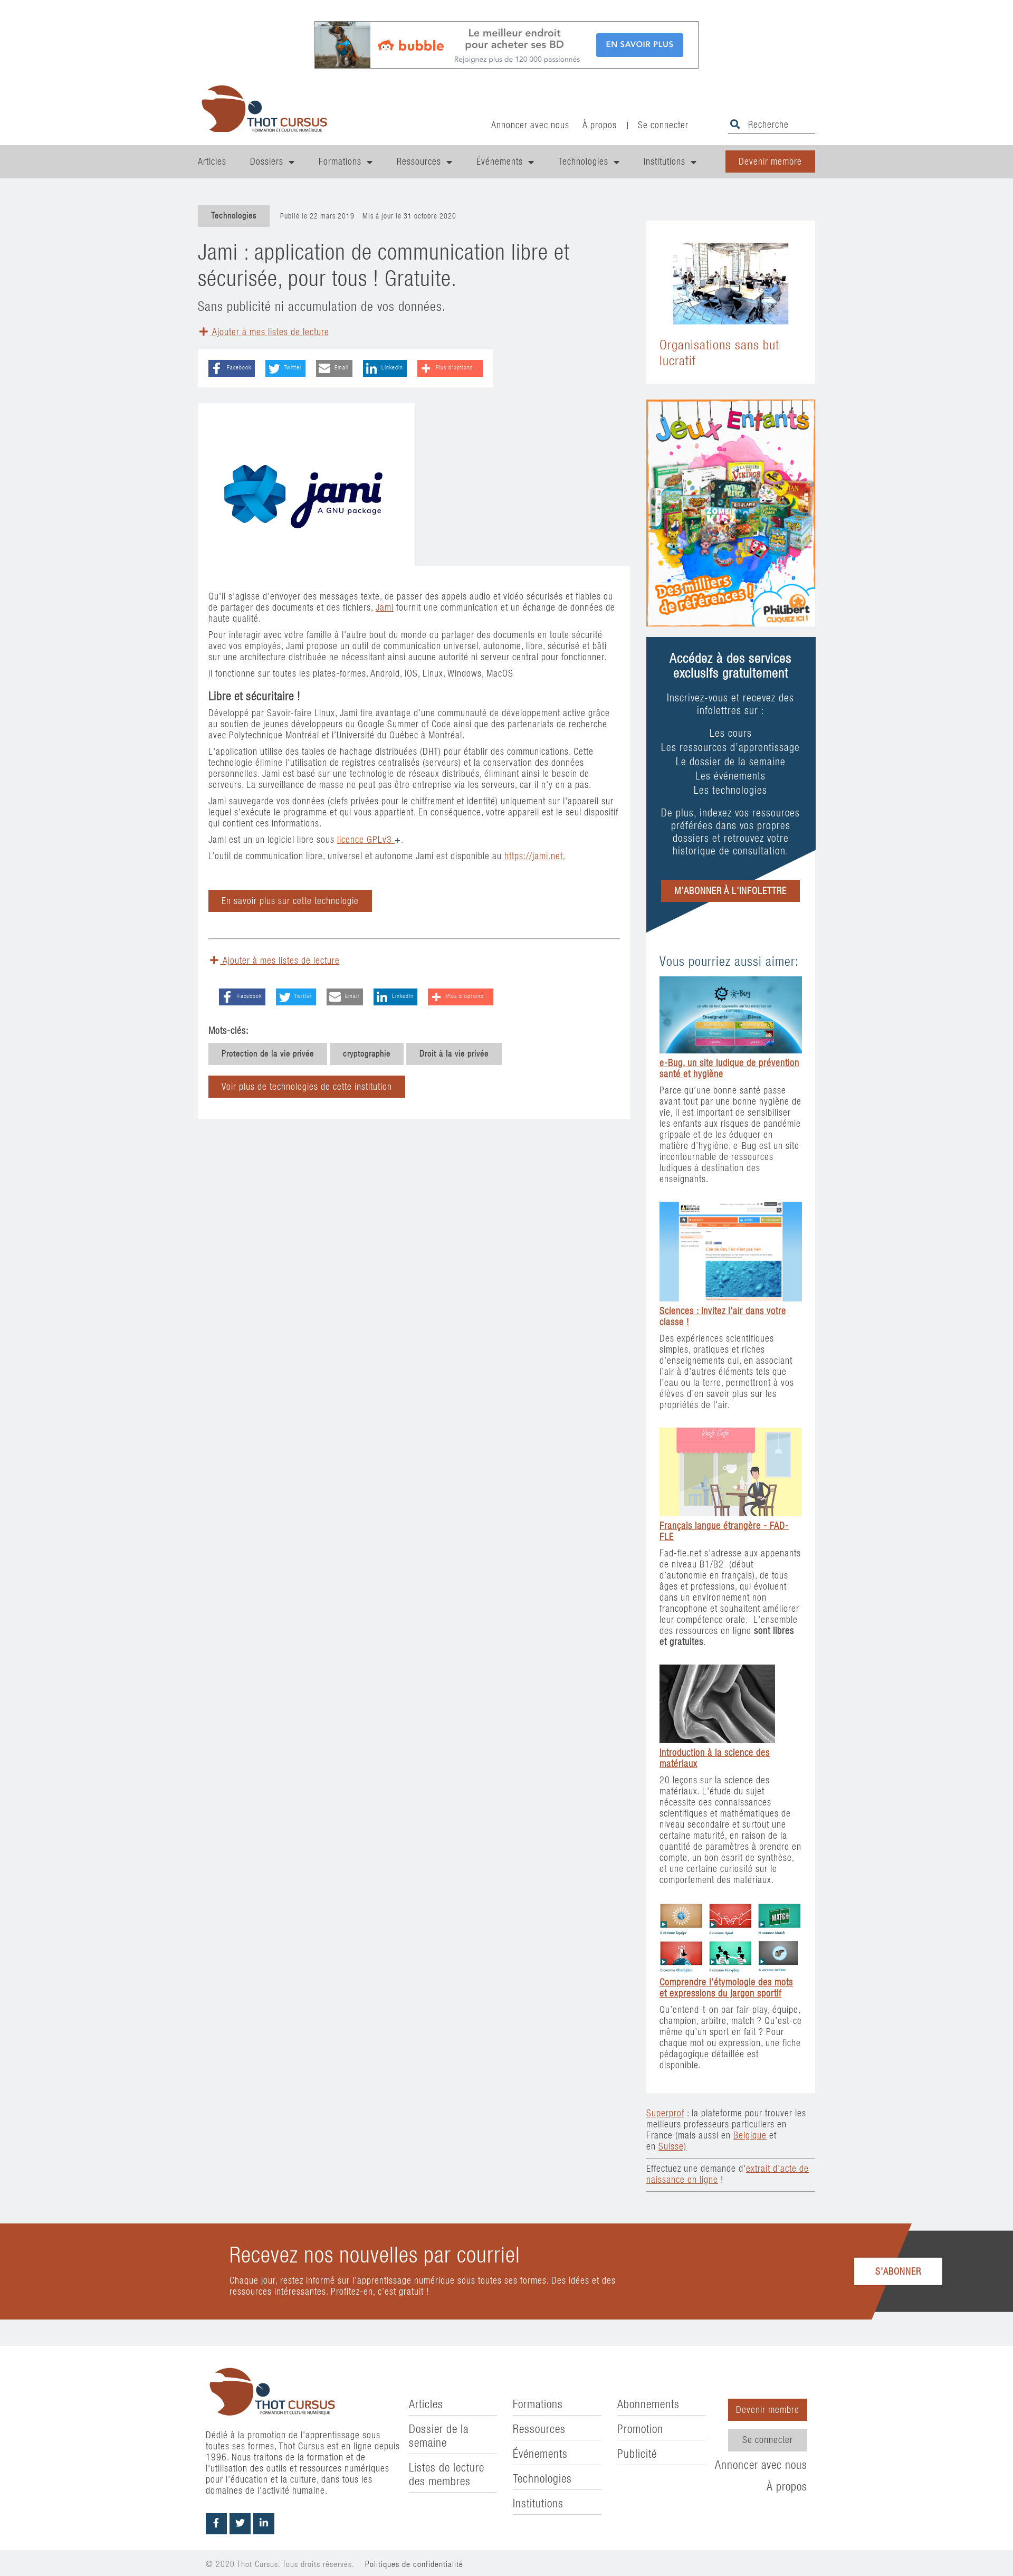 Le meilleur endroit
pour acheter ses BD
bubble
Rejoignez plus de 120 000 passionnés
EN SAVOIR PLUS
THOT CURSUS
FORMATION ET CULTURE NUMÉRIQUE
Annoncer avec nous
À propos
|
Se connecter
Recherche
Articles
Dossiers
Formations
Ressources
Événements
Technologies
Institutions
Devenir membre
Technologies
Publié le 22 mars 2019 Mis à jour le 31 octobre 2020
Jami : application de communication libre et
sécurisée, pour tous ! Gratuite.
Sans publicité ni accumulation de vos données.
Ajouter à mes listes de lecture
Facebook
Twitter
Email
LinkedIn
Plus d'options...
jami
A GNU package
Qu'il s'agisse d'envoyer des messages texte, de passer des appels audio et vidéo sécurisés et fiables ou
de partager des documents et des fichiers, Jami fournit une communication et un échange de données de
haute qualité.
Pour interagir avec votre famille à l'autre bout du monde ou partager des documents en toute sécurité
avec vos employés, Jami propose un outil de communication universel, autonome, libre, sécurisé et bâti
sur une architecture distribuée ne nécessitant ainsi aucune autorité ni serveur central pour fonctionner.
Il fonctionne sur toutes les plates-formes, Android, iOS, Linux, Windows, MacOS
Libre et sécuritaire !
Développé par Savoir-faire Linux, Jami tire avantage d'une communauté de développement active grâce
au soutien de jeunes développeurs du Google Summer of Code ainsi que des partenariats de recherche
avec Polytechnique Montréal et l'Université du Québec à Montréal.
L'application utilise des tables de hachage distribuées (DHT) pour établir des communications. Cette
technologie élimine l'utilisation de registres centralisés (serveurs) et la conservation des données
personnelles. Jami est basé sur une technologie de réseaux distribués, éliminant ainsi le besoin de
serveurs. La surveillance de masse ne peut pas être entreprise via les serveurs, car il n'y en a pas.
Jami sauvegarde vos données (clefs privées pour le chiffrement et identité) uniquement sur l'appareil sur
lequel s'exécute le programme et qui vous appartient. En conséquence, votre appareil est le seul dispositif
qui contient ces informations.
Jami est un un logiciel libre sous licence GPLv3 +.
L'outil de communication libre, universel et autonome Jami est disponible au https://jami.net.
En savoir plus sur cette technologie
Ajouter à mes listes de lecture
Facebook
Twitter
Email
LinkedIn
Plus d'options...
Mots-clés:
Protection de la vie privée
cryptographie
Droit à la vie privée
Voir plus de technologies de cette institution
Organisations sans but
lucratif
Jeux Enfants
Des milliers
de références !
PHILIBERT
CLIQUEZ ICI !
Accédez à des services
exclusifs gratuitement
Inscrivez-vous et recevez des
infolettres sur :
Les cours
Les ressources d'apprentissage
Le dossier de la semaine
Les événements
Les technologies
De plus, indexez vos ressources
préférées dans vos propres
dossiers et retrouvez votre
historique de consultation.
M'ABONNER À L'INFOLETTRE
Vous pourriez aussi aimer:
e-Bug
e-Bug, un site ludique de prévention
santé et hygiène
Parce qu'une bonne santé passe
avant tout par une bonne hygiène de
vie, il est important de sensibiliser
les enfants aux risques de pandémie
grippale et de les éduquer en
matière d'hygiène. e-Bug est un site
incontournable de ressources
ludiques à destination des
enseignants.
Sciences : Invitez l'air dans votre
classe !
Des expériences scientifiques
simples, pratiques et riches
d'enseignements qui, en associant
l'air à d'autres éléments tels que
l'eau ou la terre, permettront à vos
élèves d'en savoir plus sur les
propriétés de l'air.
Français langue étrangère - FAD-
FLE
Fad-fle.net s'adresse aux appenants
de niveau B1/B2 (début
d'autonomie en français), de tous
âges et professions, qui évoluent
dans un environnement non
francophone et souhaitent améliorer
leur compétence orale. L'ensemble
des ressources en ligne sont libres
et gratuites.
Introduction à la science des
matériaux
20 leçons sur la science des
matériaux. L'étude du sujet
nécessite des connaissances
scientifiques et mathématiques de
niveau secondaire et surtout une
certaine maturité, en raison de la
quantité de paramètres à prendre en
compte, un bon esprit de synthèse,
et une certaine curiosité sur le
comportement des matériaux.
MATCH
Comprendre l'étymologie des mots
et expressions du jargon sportif
Qu'entend-t-on par fair-play, équipe,
champion, arbitre, match ? Qu'est-ce
même qu'un sport en fait ? Pour
chaque mot ou expression, une fiche
pédagogique détaillée est
disponible.
Superprof : la plateforme pour trouver les
meilleurs professeurs particuliers en
France (mais aussi en Belgique et
en Suisse)
Effectuez une demande d'extrait d'acte de
naissance en ligne !
Recevez nos nouvelles par courriel
Chaque jour, restez informé sur l'apprentissage numérique sous toutes ses formes. Des idées et des
ressources intéressantes. Profitez-en, c'est gratuit !
S'ABONNER
THOT CURSUS
FORMATION ET CULTURE NUMÉRIQUE
Dédié à la promotion de l'apprentissage sous
toutes ses formes, Thot Cursus est en ligne depuis
1996. Nous traitons de la formation et de
l'utilisation des outils et ressources numériques
pour l'éducation et la culture, dans tous les
domaines de l'activité humaine.
Articles
Dossier de la
semaine
Listes de lecture
des membres
Formations
Ressources
Événements
Technologies
Institutions
Abonnements
Promotion
Publicité
Devenir membre
Se connecter
Annoncer avec nous
À propos
© 2020 Thot Cursus. Tous droits réservés.
Politiques de confidentialité